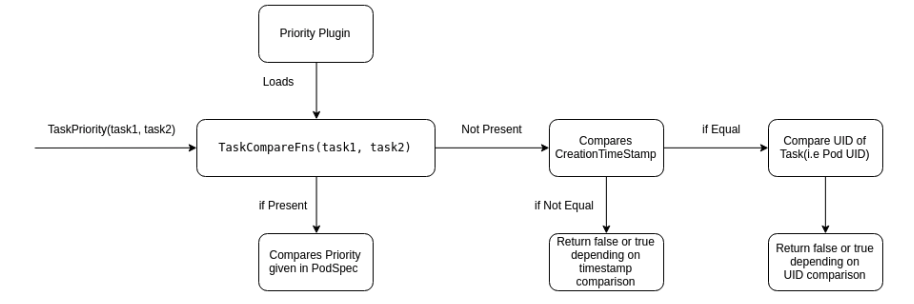 Priority Plugin
Loads
TaskPriority(task1, task2)
TaskCompareFns(task1, task2)
Not Present
Compares
CreationTimeStamp
if Equal
Compare UID of
Task(i.e Pod UID)
if Present
if Not Equal
Compares Priority
given in PodSpec
Return false or true
depending on
timestamp
comparison
Return false or true
depending on
UID comparison